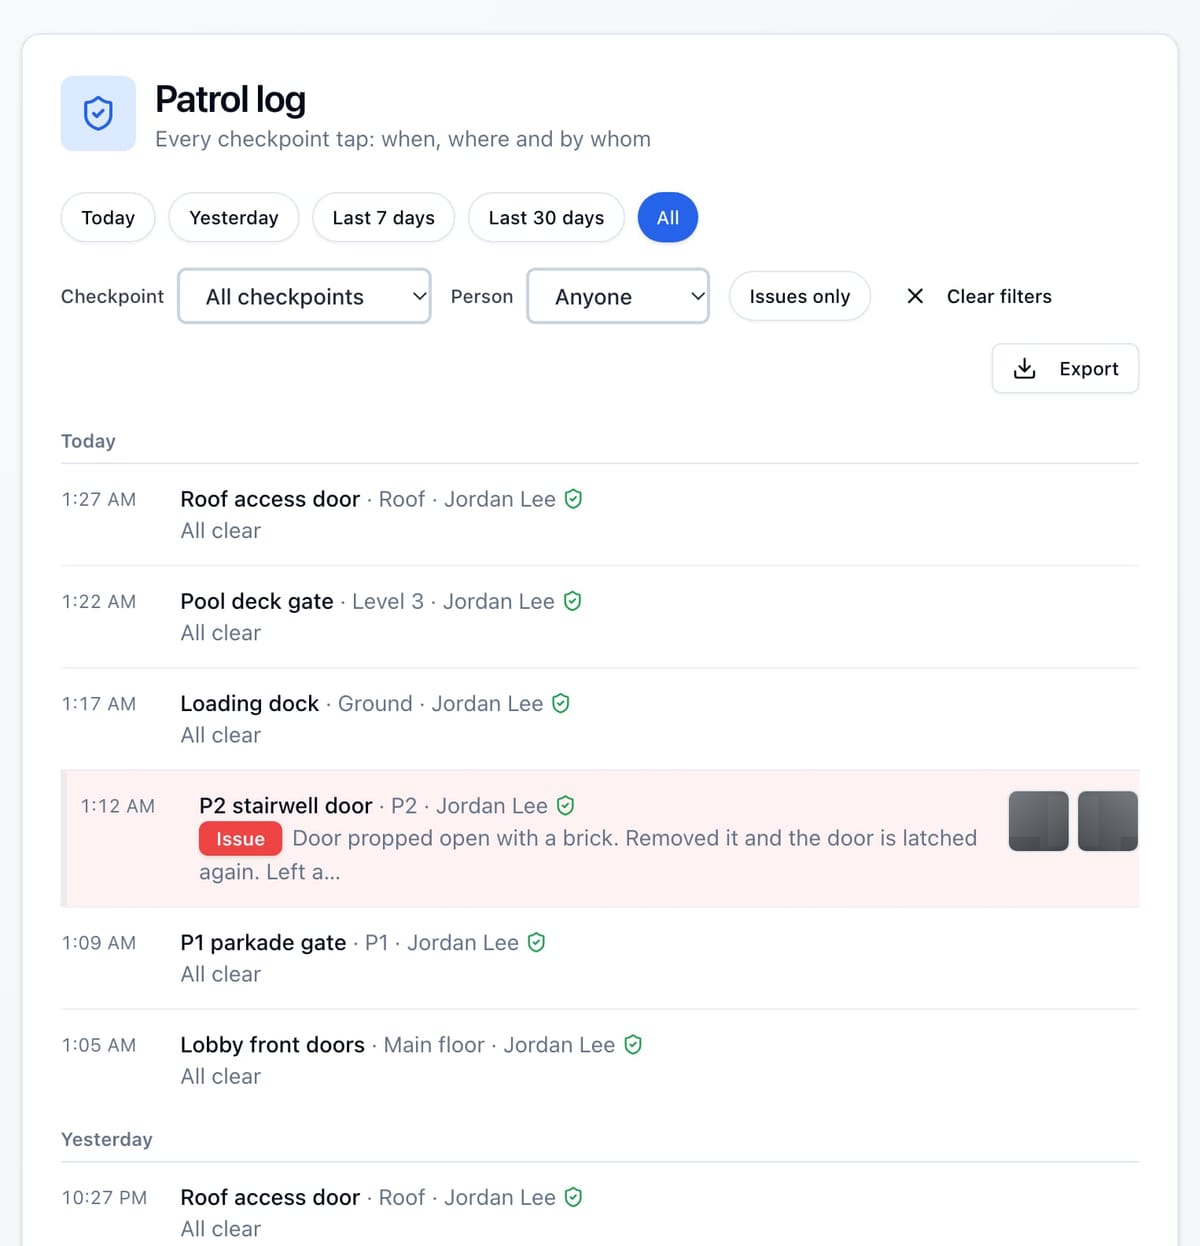 Patrol log
Every checkpoint tap: when, where and by whom
Today
Yesterday
Last 7 days
Last 30 days
All
Checkpoint
All checkpoints
Person
Anyone
Issues only
Clear filters
Export
Today
1:27 AM
Roof access door · Roof · Jordan Lee
All clear
1:22 AM
Pool deck gate · Level 3 · Jordan Lee
All clear
1:17 AM
Loading dock · Ground · Jordan Lee
All clear
1:12 AM
P2 stairwell door · P2 · Jordan Lee
Issue Door propped open with a brick. Removed it and the door is latched
again. Left a...
1:09 AM
P1 parkade gate · P1 · Jordan Lee
All clear
1:05 AM
Lobby front doors · Main floor · Jordan Lee
All clear
Yesterday
10:27 PM
Roof access door · Roof · Jordan Lee
All clear